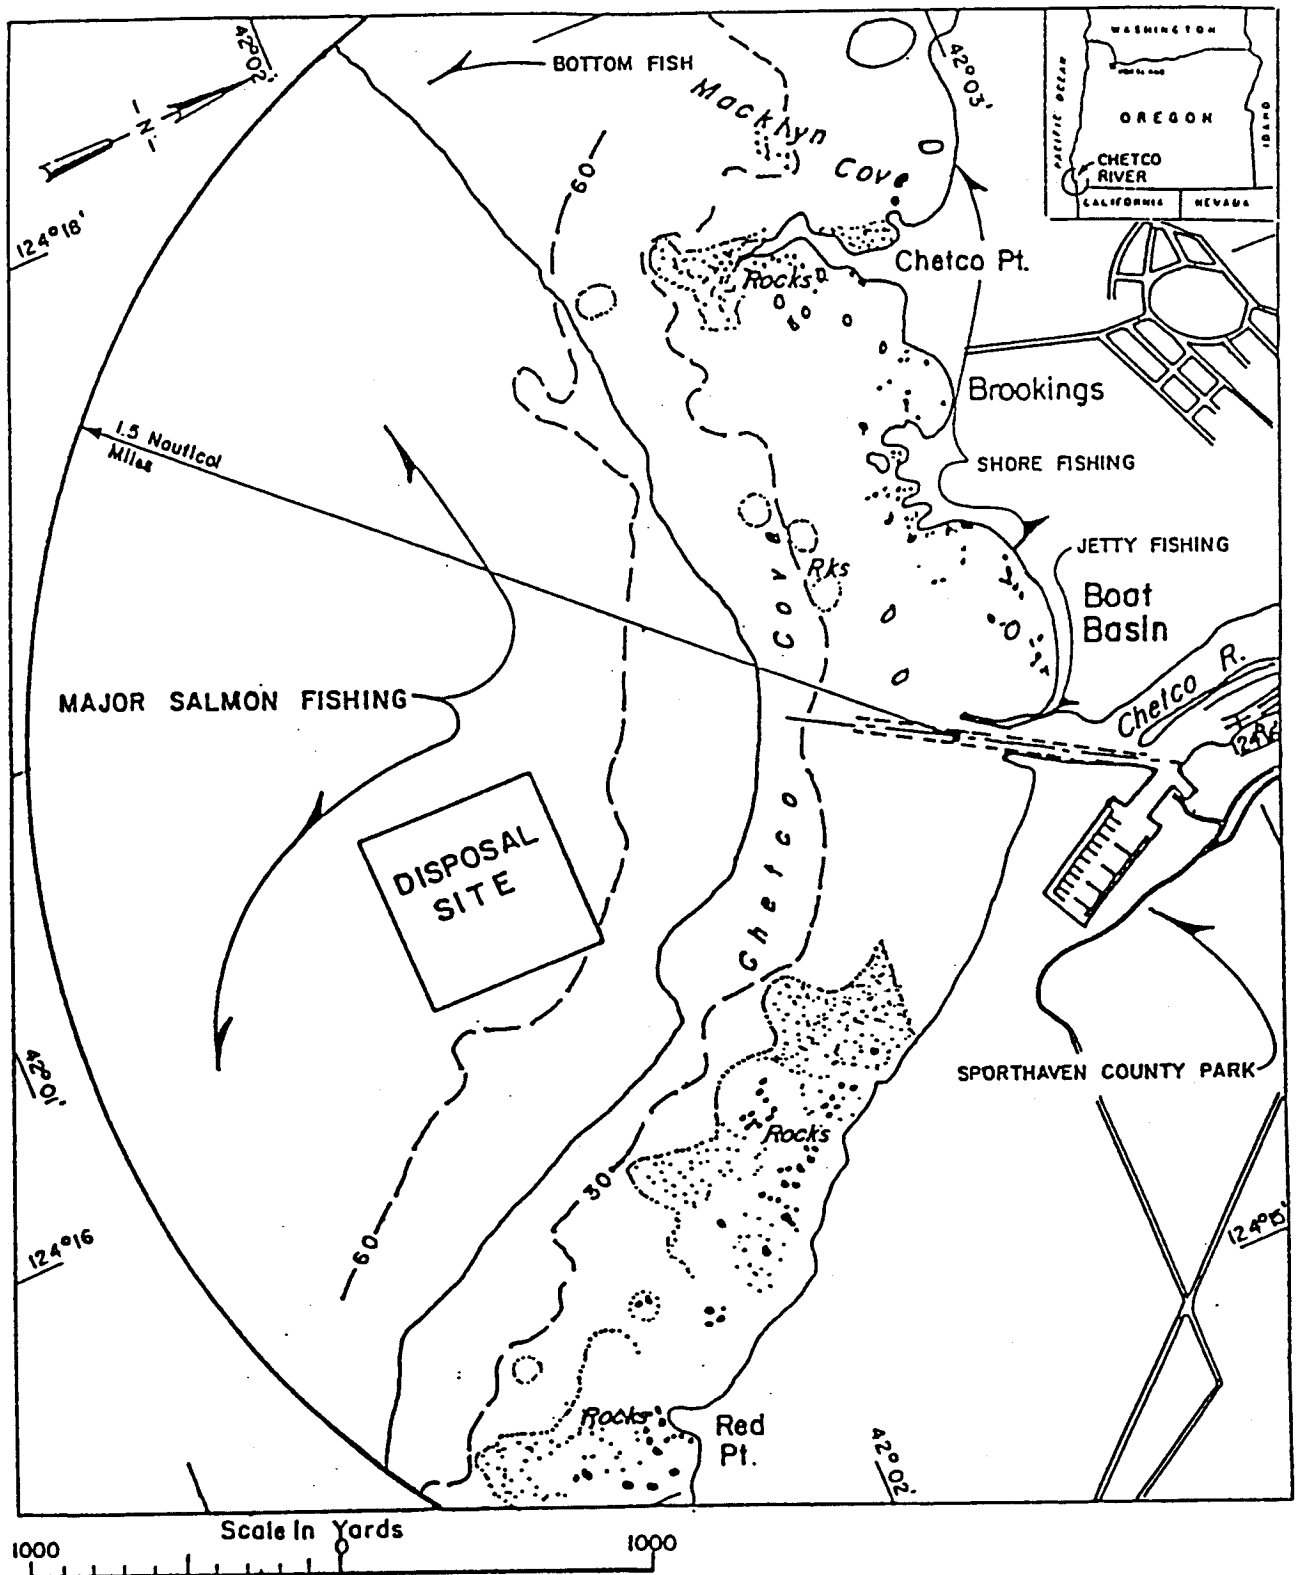 42°02'
BOTTOM FISH
42°03'
WASHINGTON
PACIFIC OCEAN
OREGON
IDAHO
CHETCO
RIVER
CALIFORNIA
NEVADA
N
Macklyn
Cove
60
124°18'
Chetco Pt.
Rocks
Brookings
1.5 Nautical
Miles
SHORE FISHING
JETTY FISHING
Rks
Boat
Basin
Chetco R.
MAJOR SALMON FISHING
Chetco Cove
DISPOSAL
SITE
42°01'
SPORTHAVEN COUNTY PARK
Rocks
30
60
124°16
124°15'
Rocks
Red
Pt.
42°02'
Scale In Yards
1000
0
1000